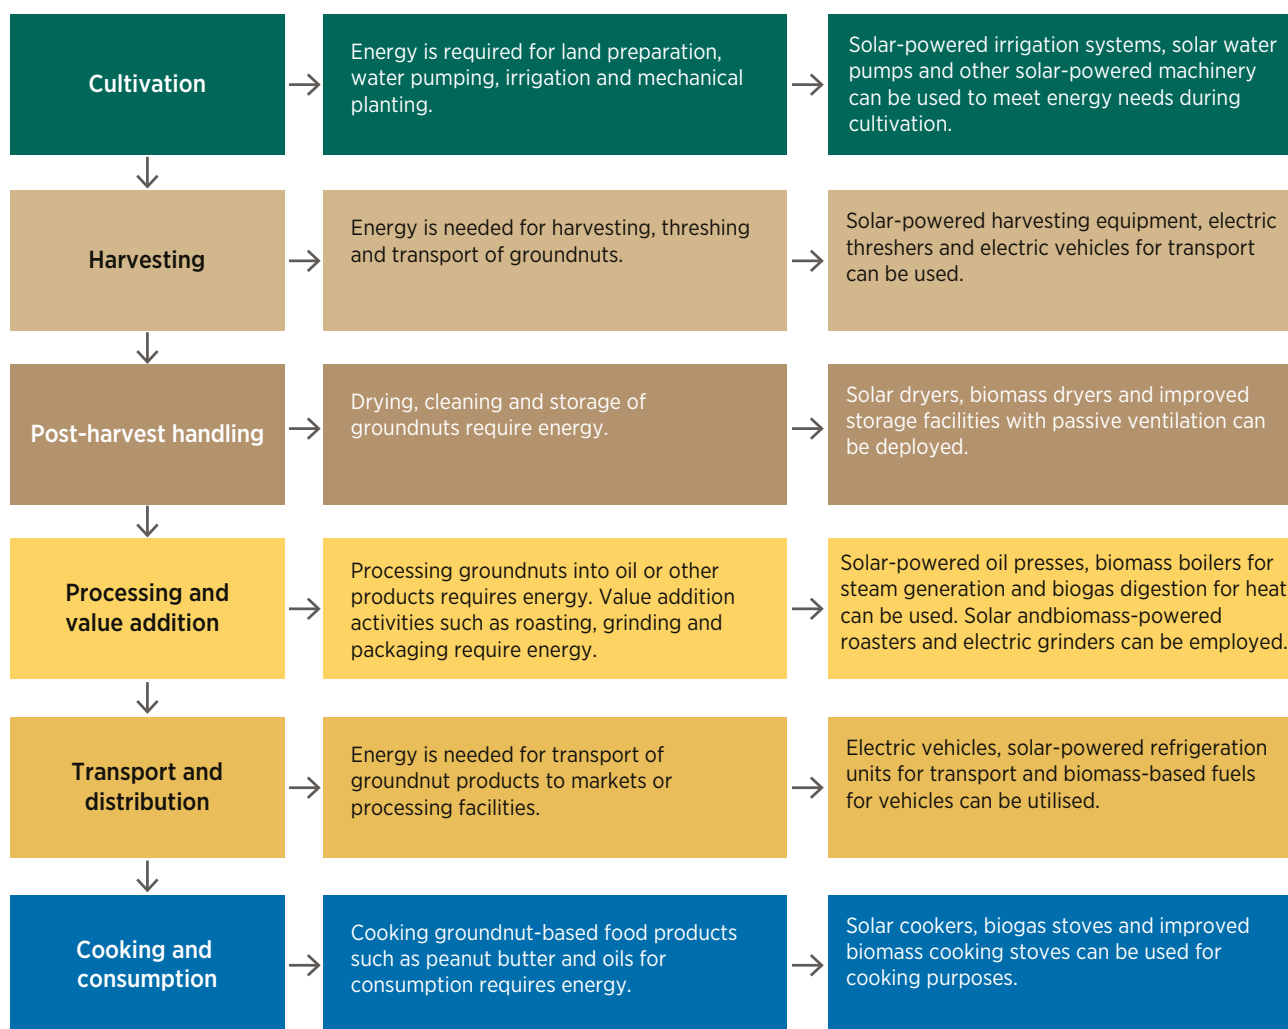 Cultivation
Energy is required for land preparation,
water pumping, irrigation and mechanical
planting.
Solar-powered irrigation systems, solar water
pumps and other solar-powered machinery
can be used to meet energy needs during
cultivation.
Harvesting
Energy is needed for harvesting, threshing
and transport of groundnuts.
Solar-powered harvesting equipment, electric
threshers and electric vehicles for transport
can be used.
Post-harvest handling
Drying, cleaning and storage of
groundnuts require energy.
Solar dryers, biomass dryers and improved
storage facilities with passive ventilation can
be deployed.
Processing and
value addition
Processing groundnuts into oil or other
products requires energy. Value addition
activities such as roasting, grinding and
packaging require energy.
Solar-powered oil presses, biomass boilers for
steam generation and biogas digestion for heat
can be used. Solar andbiomass-powered
roasters and electric grinders can be employed.
Transport and
distribution
Energy is needed for transport of
groundnut products to markets or
processing facilities.
Electric vehicles, solar-powered refrigeration
units for transport and biomass-based fuels
for vehicles can be utilised.
Cooking and
consumption
Cooking groundnut-based food products
such as peanut butter and oils for
consumption requires energy.
Solar cookers, biogas stoves and improved
biomass cooking stoves can be used for
cooking purposes.